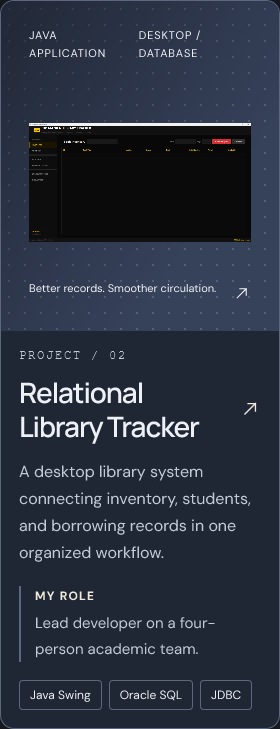 JAVA APPLICATION
DESKTOP / DATABASE
Better records. Smoother circulation.
PROJECT / 02
Relational
Library Tracker
A desktop library system
connecting inventory, students,
and borrowing records in one
organized workflow.
MY ROLE
Lead developer on a four-
person academic team.
Java Swing
Oracle SQL
JDBC